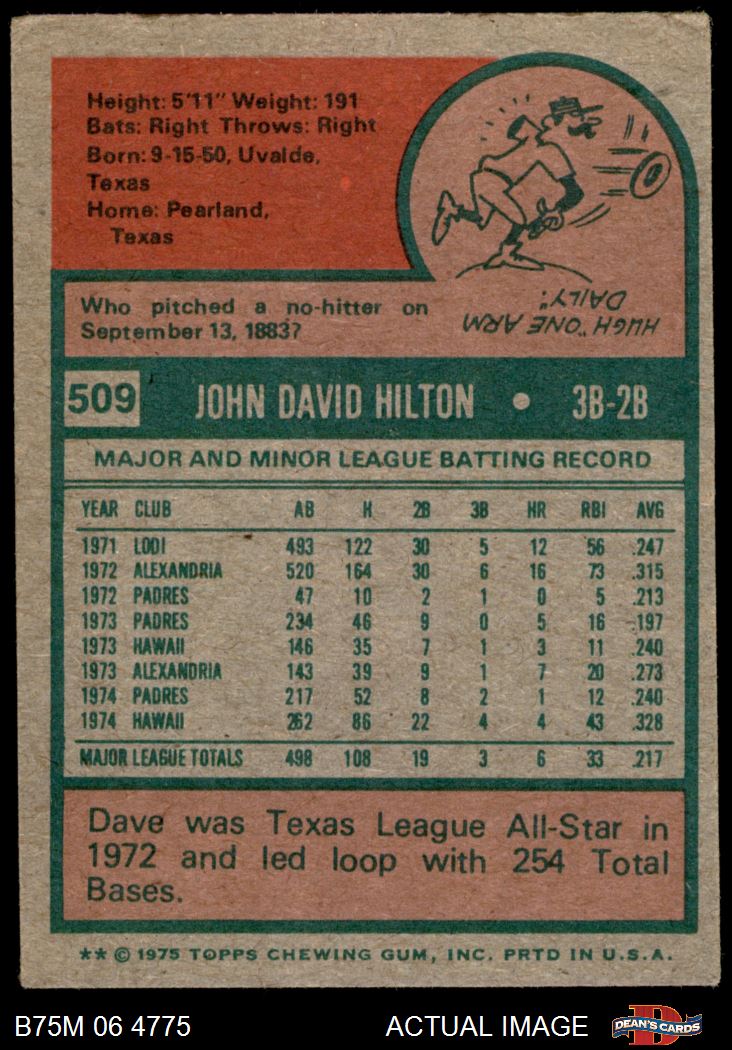 Height: 5'11" Weight: 191
Bats: Right Throws: Right
Born: 9-15-50, Uvalde,
Texas
Home: Pearland,
Texas
Who pitched a no-hitter on
September 13, 1883?
HUGH "ONE ARM
DAILY".
509 JOHN DAVID HILTON • 3B-2B
MAJOR AND MINOR LEAGUE BATTING RECORD
YEAR CLUB AB H 2B 3B HR RBI AVG
1971 LODI 493 122 30 5 12 56 .247
1972 ALEXANDRIA 520 164 30 6 16 73 .315
1972 PADRES 47 10 2 1 0 5 .213
1973 PADRES 234 46 9 0 5 16 .197
1973 HAWAII 146 35 7 1 3 11 .240
1973 ALEXANDRIA 143 39 9 1 7 20 .273
1974 PADRES 217 52 8 2 1 12 .240
1974 HAWAII 262 86 22 4 4 43 .328
MAJOR LEAGUE TOTALS 498 108 19 3 6 33 .217
Dave was Texas League All-Star in
1972 and led loop with 254 Total
Bases.
** © 1975 TOPPS CHEWING GUM, INC. PRTD IN U.S.A.
B75M 06 4775 ACTUAL IMAGE DEAN'S CARDS